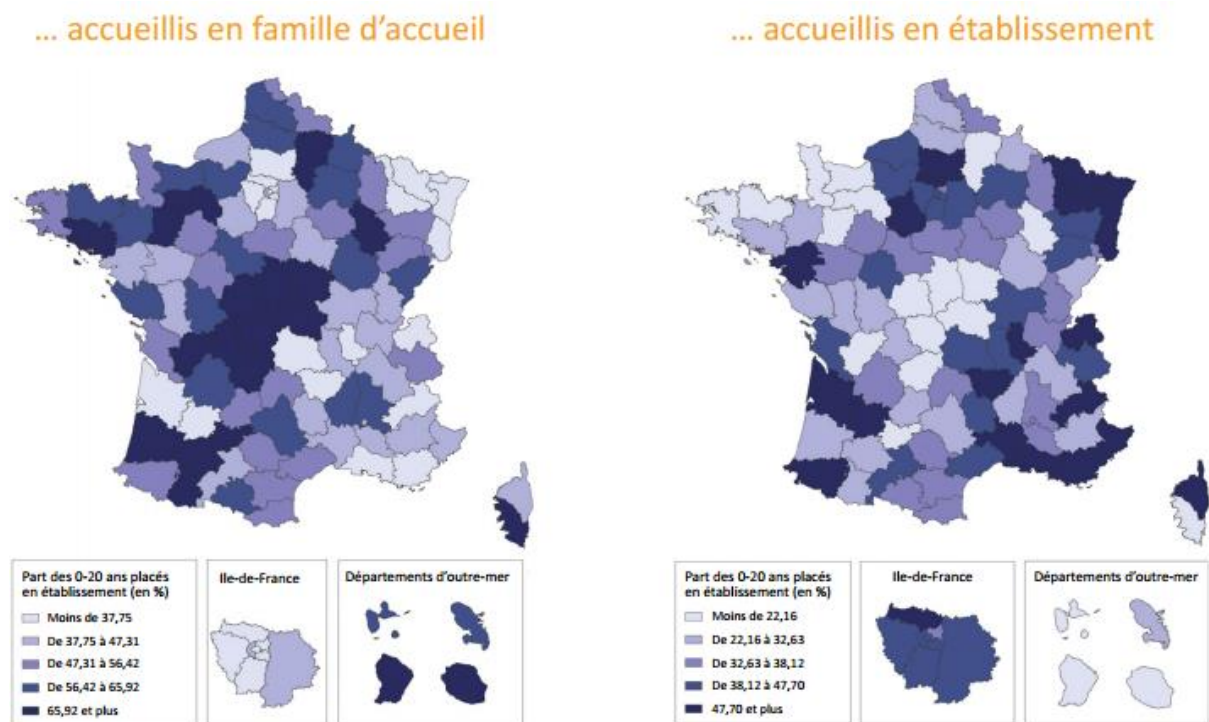 ... accueillis en famille d'accueil
... accueillis en établissement
Part des 0-20 ans placés
en établissement (en %)
Moins de 37,75
De 37,75 à 47,31
De 47,31 à 56,42
De 56,42 à 65,92
65,92 et plus
Ile-de-France
Départements d'outre-mer
Part des 0-20 ans placés
en établissement (en %)
Moins de 22,16
De 22,16 à 32,63
De 32,63 à 38,12
De 38,12 à 47,70
47,70 et plus
Ile-de-France
Départements d'outre-mer